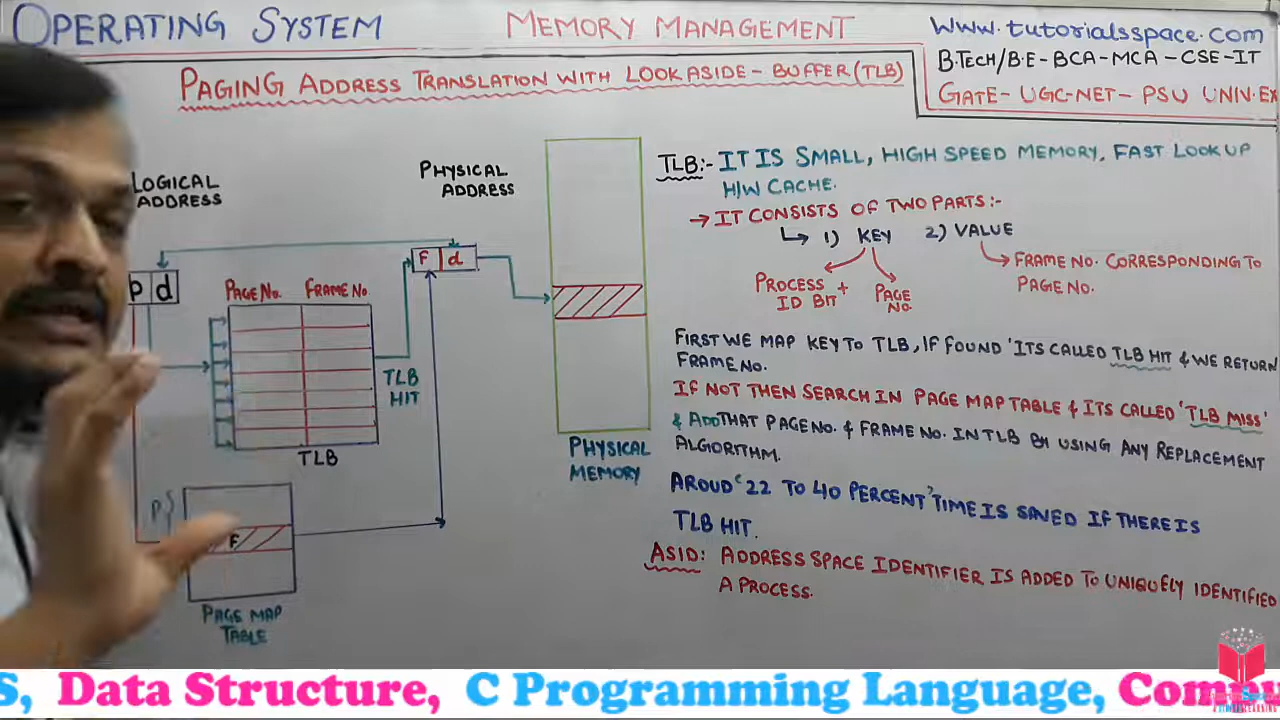 OPERATING SYSTEM
MEMORY MANAGEMENT
www.tutorialsspace.com
B.TECH/B.E-BCA-MCA-CSE-IT
GATE-UGC-NET-PSU UNIV.EX
PAGING ADDRESS TRANSLATION WITH LOOKASIDE-BUFFER(TLB)
LOGICAL
ADDRESS
PHYSICAL
ADDRESS
p d
F d
PAGE NO. FRAME NO
TLB
HIT
TLB
P
F
PAGE MAP
TABLE
PHYSICAL
MEMORY
TLB:- IT IS SMALL, HIGH SPEED MEMORY, FAST LOOKUP
H/W CACHE.
→ IT CONSISTS OF TWO PARTS:-
↳ 1) KEY 2) VALUE
PROCESS +
ID BIT
PAGE
NO.
FRAME NO. CORRESPONDING TO
PAGE NO.
FIRST WE MAP KEY TO TLB, IF FOUND 'ITS CALLED TLB HIT & WE RETURN
FRAME NO.
IF NOT THEN SEARCH IN PAGE MAP TABLE & ITS CALLED 'TLB MISS'
& ADD THAT PAGE NO. & FRAME NO. IN TLB BY USING ANY REPLACEMENT
ALGORITHM.
AROUD '22 TO 40 PERCENT' TIME IS SAVED IF THERE IS
TLB HIT.
ASID: ADDRESS SPACE IDENTIFIER IS ADDED TO UNIQUELY IDENTIFIED
A PROCESS.
S, Data Structure, C Programming Language, Compu